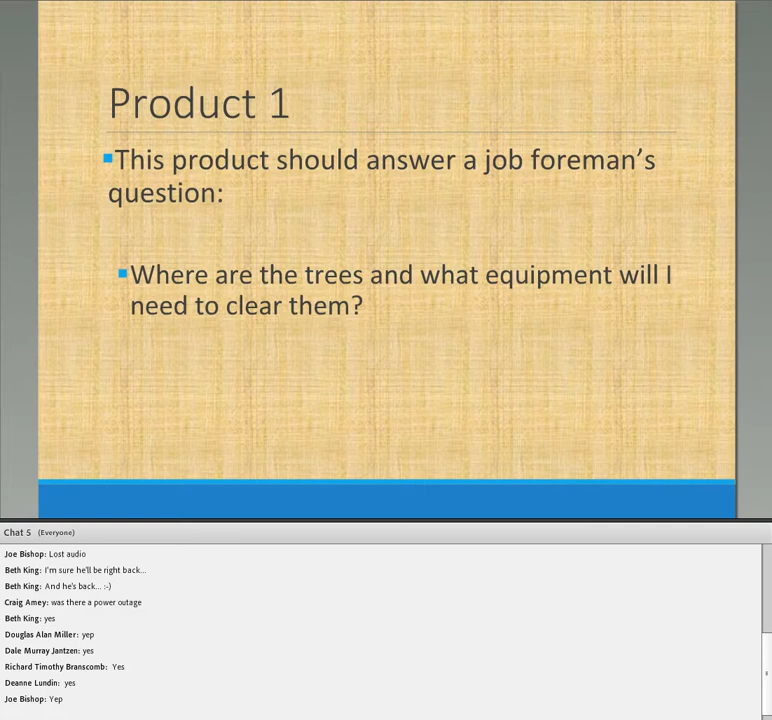 Product 1
This product should answer a job foreman’s
question:
Where are the trees and what equipment will I
need to clear them?
Chat 5 (Everyone)
Joe Bishop: Lost audio
Beth King: I'm sure he'll be right back...
Beth King: And he's back... :-)
Craig Amey: was there a power outage
Beth King: yes
Douglas Alan Miller: yep
Dale Murray Jantzen: yes
Richard Timothy Branscomb: Yes
Deanne Lundin: yes
Joe Bishop: Yep